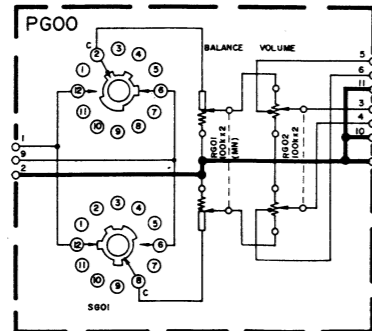 PG00
C
2 3 4
1 5
12 6
11 7
10 9 8
BALANCE VOLUME
5
6
11
3
4
10
1
9
2
RG01
100K×2
(MN)
RG02
100K×2
2 3 4
1 5
12 6
11 7
10 9 8
C
SG01